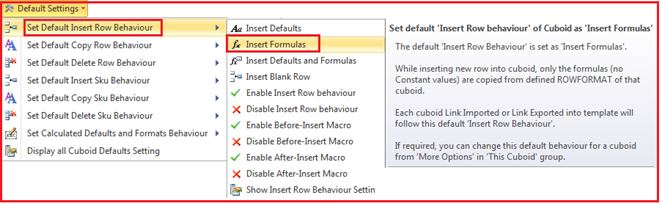 Default Settings
Set Default Insert Row Behaviour
Set Default Copy Row Behaviour
Set Default Delete Row Behaviour
Set Default Insert Sku Behaviour
Set Default Copy Sku Behaviour
Set Default Delete Sku Behaviour
Set Calculated Defaults and Formats Behaviour
Display all Cuboid Defaults Setting
Insert Defaults
Insert Formulas
Insert Defaults and Formulas
Insert Blank Row
Enable Insert Row behaviour
Disable Insert Row behaviour
Enable Before-Insert Macro
Disable Before-Insert Macro
Enable After-Insert Macro
Disable After-Insert Macro
Show Insert Row Behaviour Settin
Set Default 'Insert Row behaviour' of Cuboid as 'Insert Formulas'
The default 'Insert Row Behaviour' is set as 'Insert Formulas'.
While inserting new row into cuboid, only the formulas (no
Constant values) are copied from defined ROWFORMAT of that
cuboid.
Each cuboid Link Imported or Link Exported into template will
follow this default 'Insert Row Behaviour'.
If required, you can change this default behaviour for a cuboid
from 'More Options' in 'This Cuboid' group.